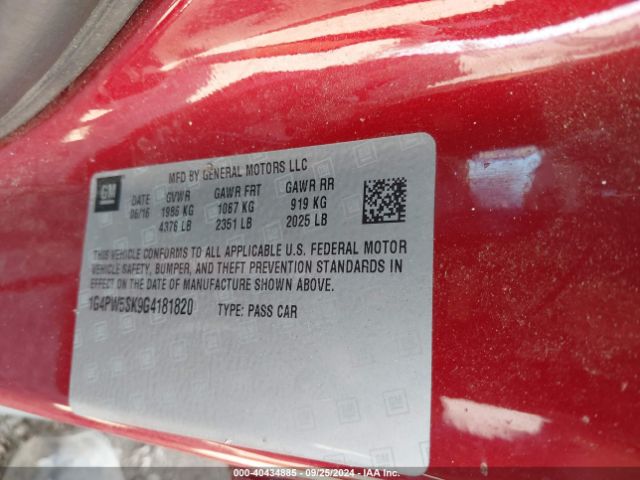 MFD BY GENERAL MOTORS LLC
GM
DATE GVWR GAWR FRT GAWR RR
06/16 1985 KG 1067 KG 919 KG
4376 LB 2351 LB 2025 LB
THIS VEHICLE CONFORMS TO ALL APPLICABLE U.S. FEDERAL MOTOR
VEHICLE SAFETY, BUMPER, AND THEFT PREVENTION STANDARDS IN
EFFECT ON THE DATE OF MANUFACTURE SHOWN ABOVE.
1G4PW5SK9G4181820 TYPE: PASS CAR
© COPY 40434885 - 09/25/2024 - IAA Inc.